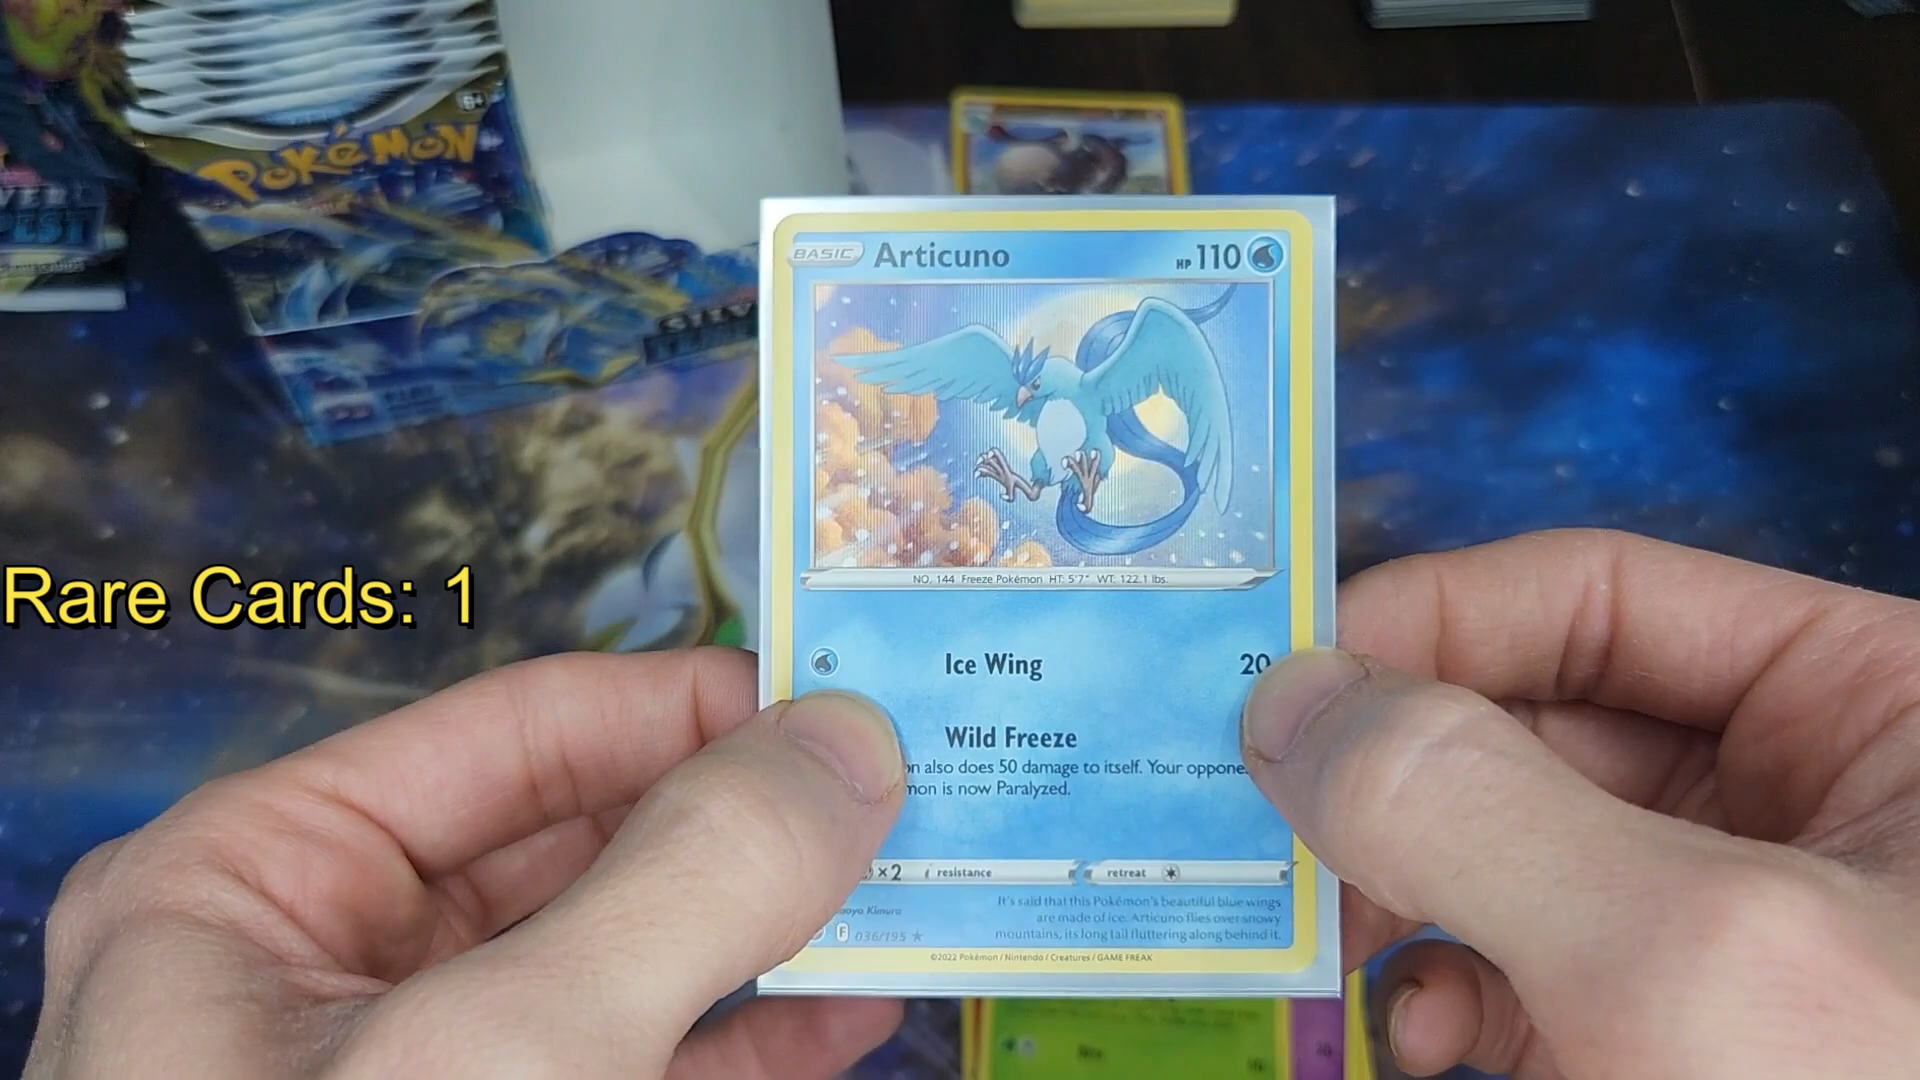 POKéMON
BASIC Articuno HP 110
NO. 144 Freeze Pokémon HT: 5'7" WT: 122.1 lbs.
Rare Cards: 1
Ice Wing 20
Wild Freeze
also does 50 damage to itself. Your
is now Paralyzed.
×2 resistance retreat
Kimura
It's said that this Pokémon's beautiful blue wings
are made of ice. Articuno flies over snowy
mountains, its long tail fluttering along behind it.
F 036/195
©2022 Pokémon / Nintendo / Creatures / GAME FREAK